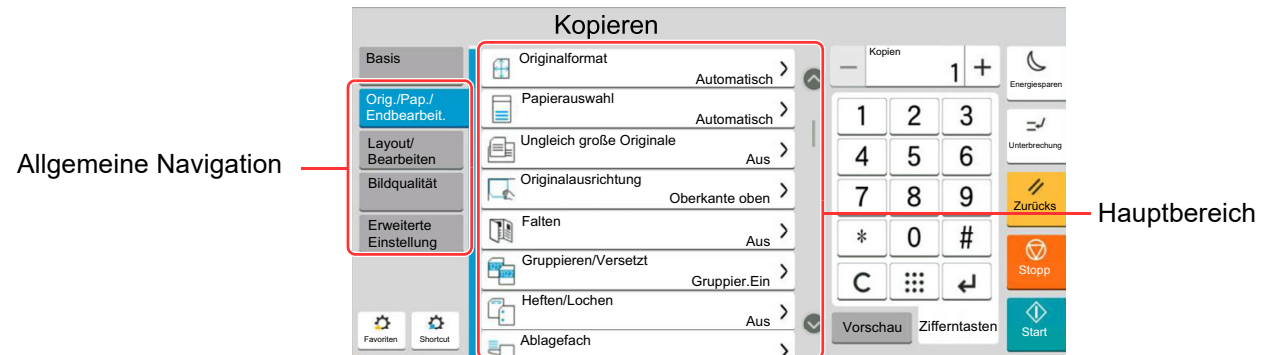 Kopieren
Allgemeine Navigation
Basis
Orig./Pap./
Endbearbeit.
Layout/
Bearbeiten
Bildqualität
Erweiterte
Einstellung
Favoriten
Shortcut
Originalformat
Automatisch
Papierauswahl
Automatisch
Ungleich große Originale
Aus
Originalausrichtung
Oberkante oben
Falten
Aus
Gruppieren/Versetzt
Gruppier.Ein
Heften/Lochen
Aus
Ablagefach
Kopien
− 1 +
1 2 3
4 5 6
7 8 9
* 0 #
C
Vorschau
Zifferntasten
Energiesparen
Unterbrechung
Zurücks
Stopp
Start
Hauptbereich